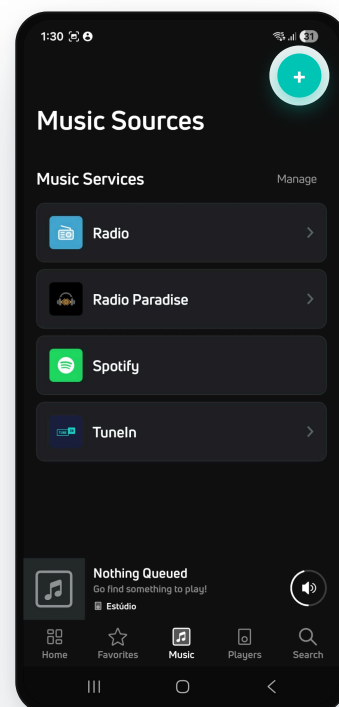 1:30
31
+
Music Sources
Music Services
Manage
Radio
Radio Paradise
Spotify
TuneIn
Nothing Queued
Go find something to play!
Estúdio
Home
Favorites
Music
Players
Search